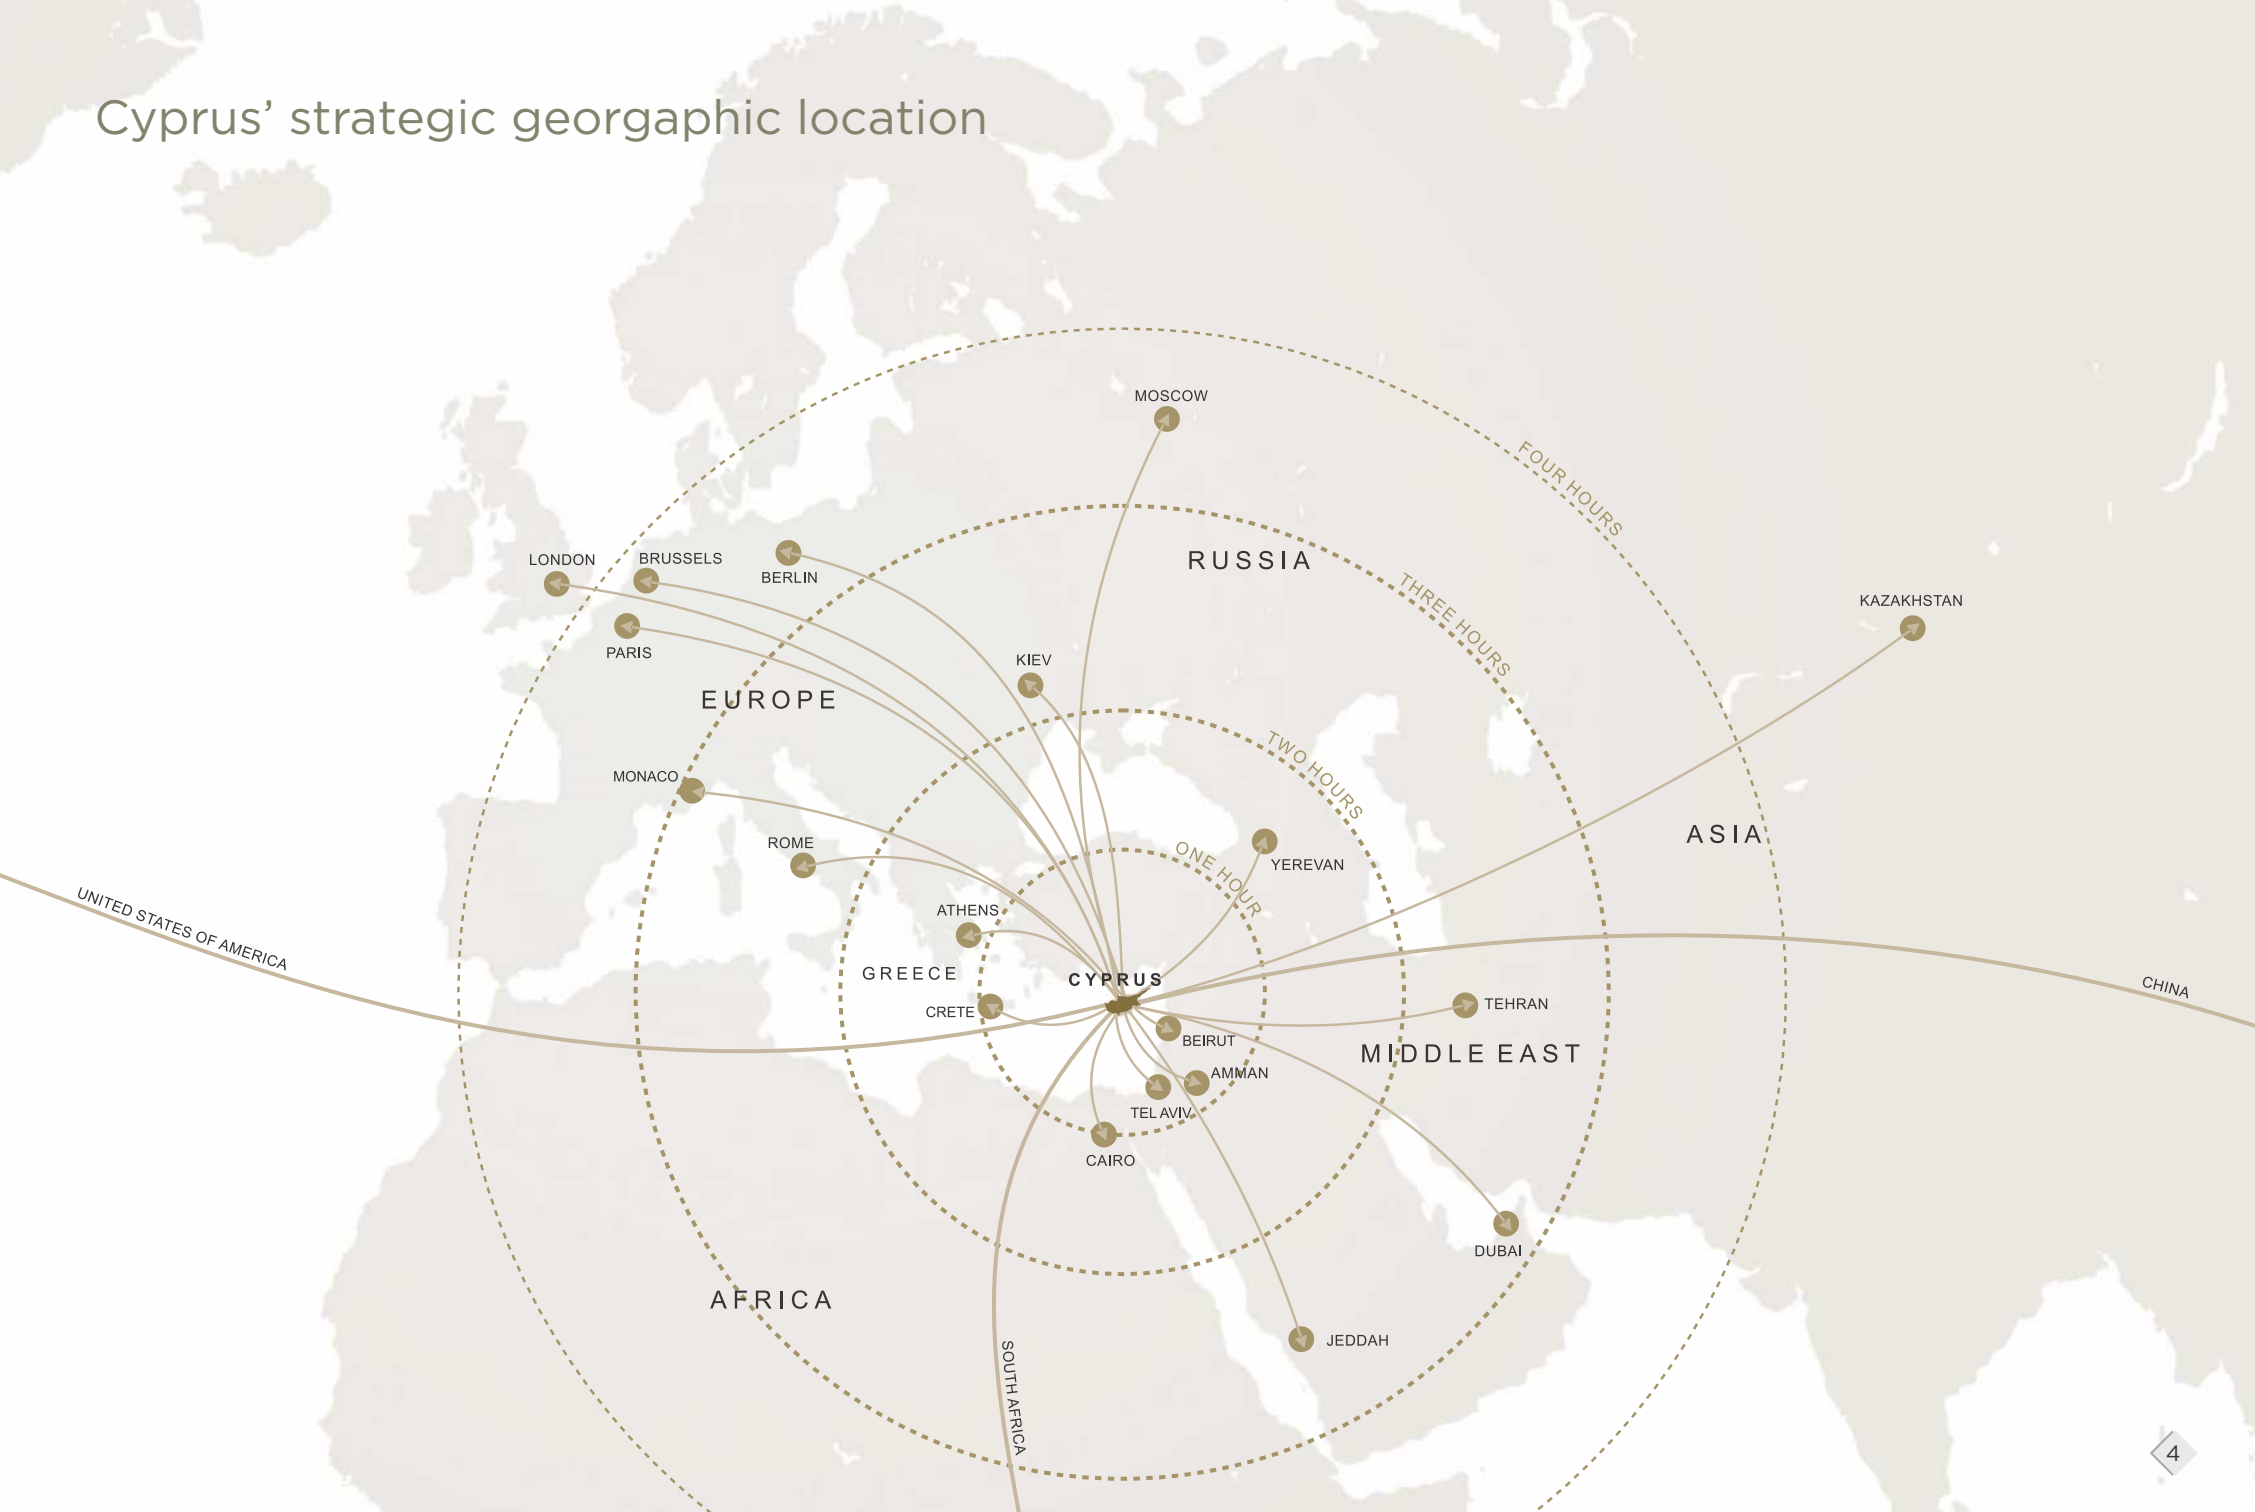 Cyprus’ strategic georgaphic location
MOSCOW
FOUR HOURS
LONDON
BRUSSELS
BERLIN
RUSSIA
THREE HOURS
KAZAKHSTAN
PARIS
KIEV
EUROPE
TWO HOURS
MONACO
ASIA
ROME
ONE HOUR
YEREVAN
ATHENS
UNITED STATES OF AMERICA
GREECE
CYPRUS
CHINA
CRETE
TEHRAN
BEIRUT
MIDDLE EAST
AMMAN
TEL AVIV
CAIRO
DUBAI
AFRICA
JEDDAH
SOUTH AFRICA
4